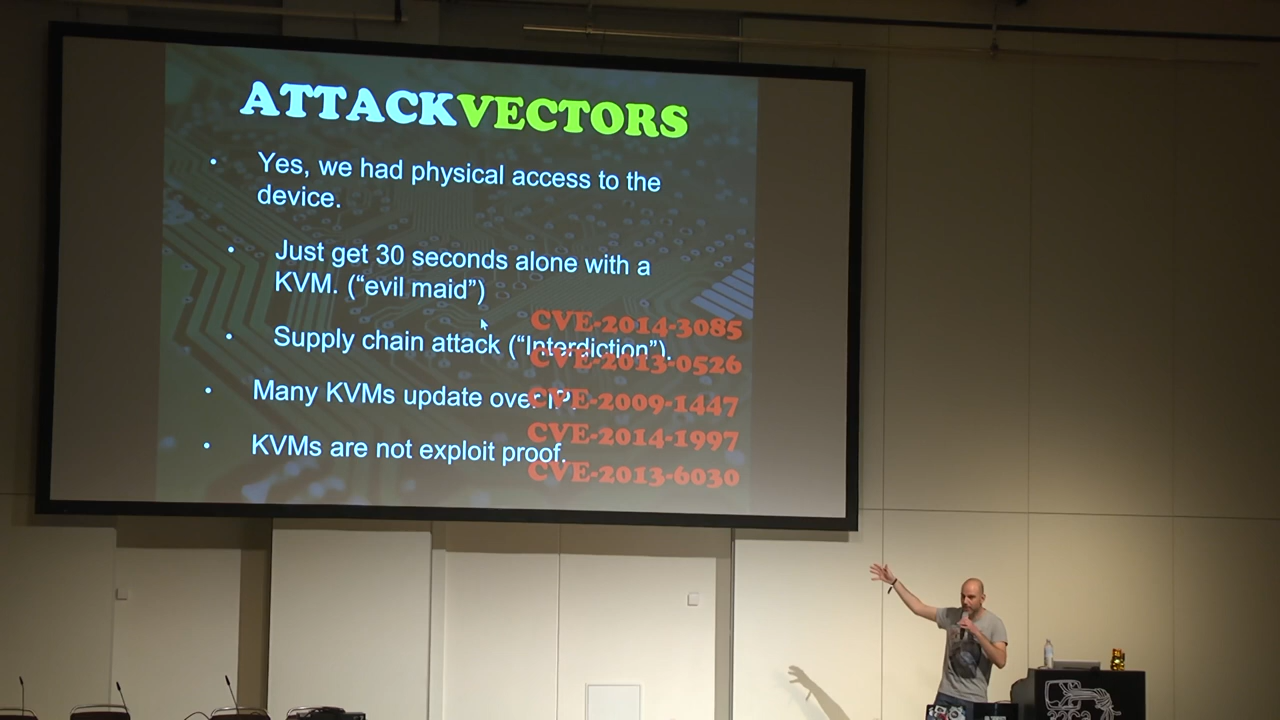 ATTACKVECTORS
• Yes, we had physical access to the
device.
• Just get 30 seconds alone with a
KVM. (“evil maid”)
CVE-2014-3085
• Supply chain attack (“Interdiction”).
CVE-2013-0526
• Many KVMs update over IP.
CVE-2009-1447
CVE-2014-1997
• KVMs are not exploit proof.
CVE-2013-6030
32C3